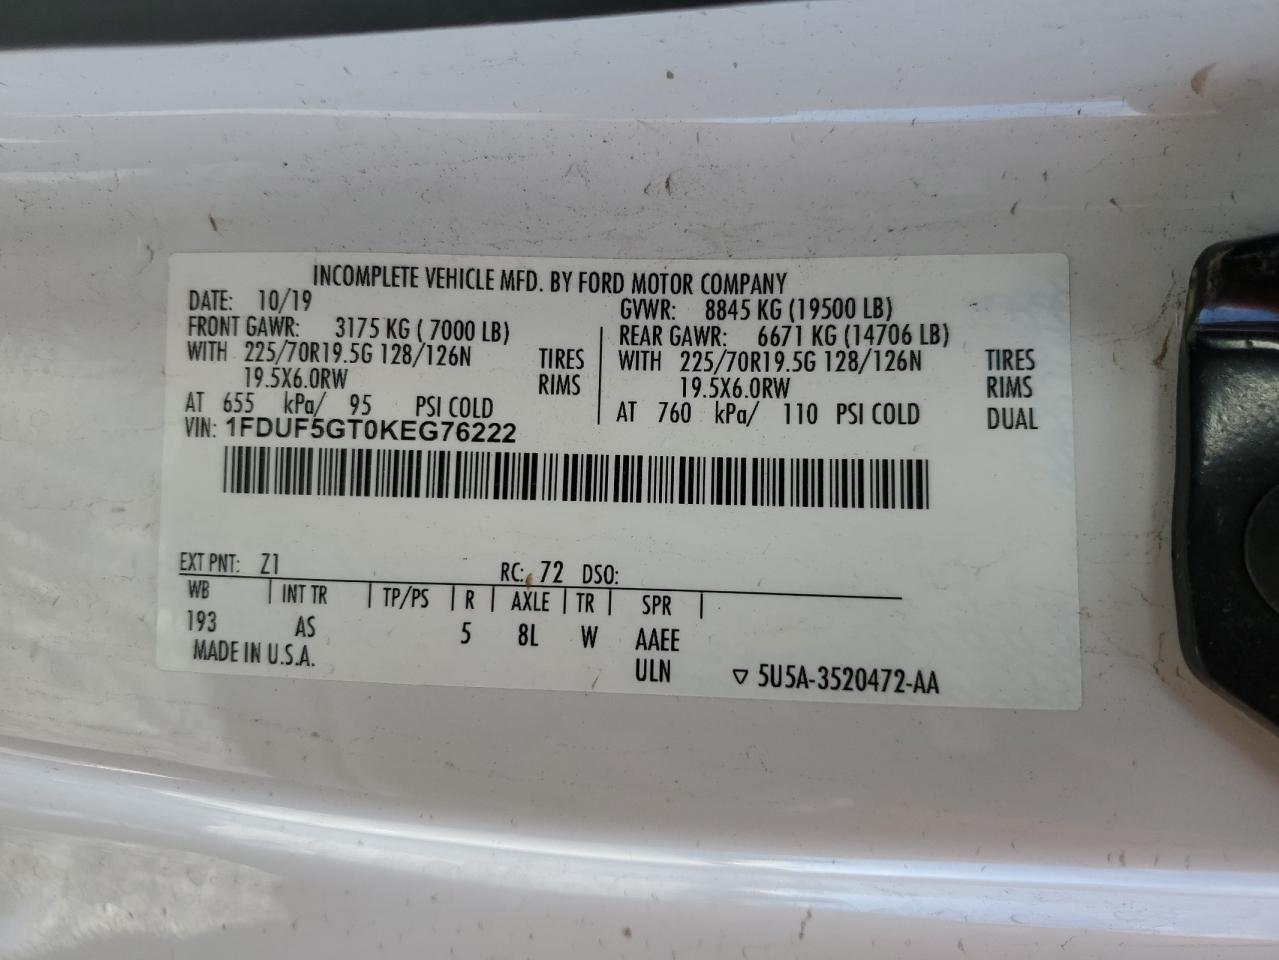 INCOMPLETE VEHICLE MFD. BY FORD MOTOR COMPANY
DATE: 10/19 GVWR: 8845 KG (19500 LB)
FRONT GAWR: 3175 KG ( 7000 LB) REAR GAWR: 6671 KG (14706 LB)
WITH 225/70R19.5G 128/126N TIRES WITH 225/70R19.5G 128/126N TIRES
19.5X6.0RW RIMS 19.5X6.0RW RIMS
AT 655 kPa/ 95 PSI COLD AT 760 kPa/ 110 PSI COLD DUAL
VIN: 1FDUF5GT0KEG76222
EXT PNT: Z1 RC: 72 DSO:
WB INT TR TP/PS R AXLE TR SPR
193 AS 5 8L W AAEE
MADE IN U.S.A. ULN ▽ 5U5A-3520472-AA